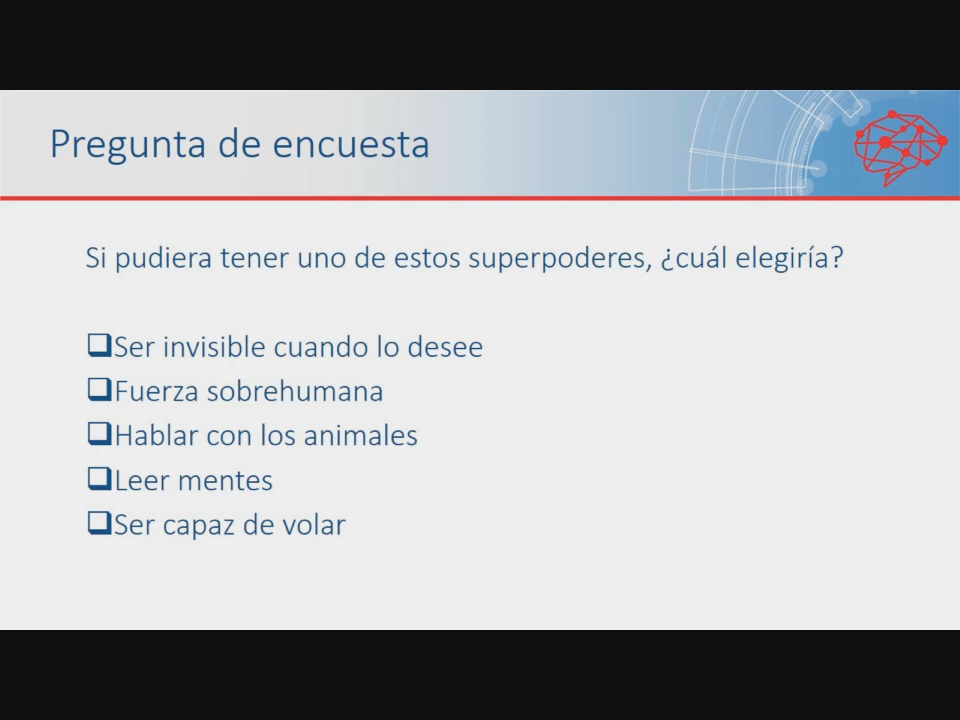 Pregunta de encuesta
Si pudiera tener uno de estos superpoderes, ¿cuál elegiría?
❑Ser invisible cuando lo desee
❑Fuerza sobrehumana
❑Hablar con los animales
❑Leer mentes
❑Ser capaz de volar